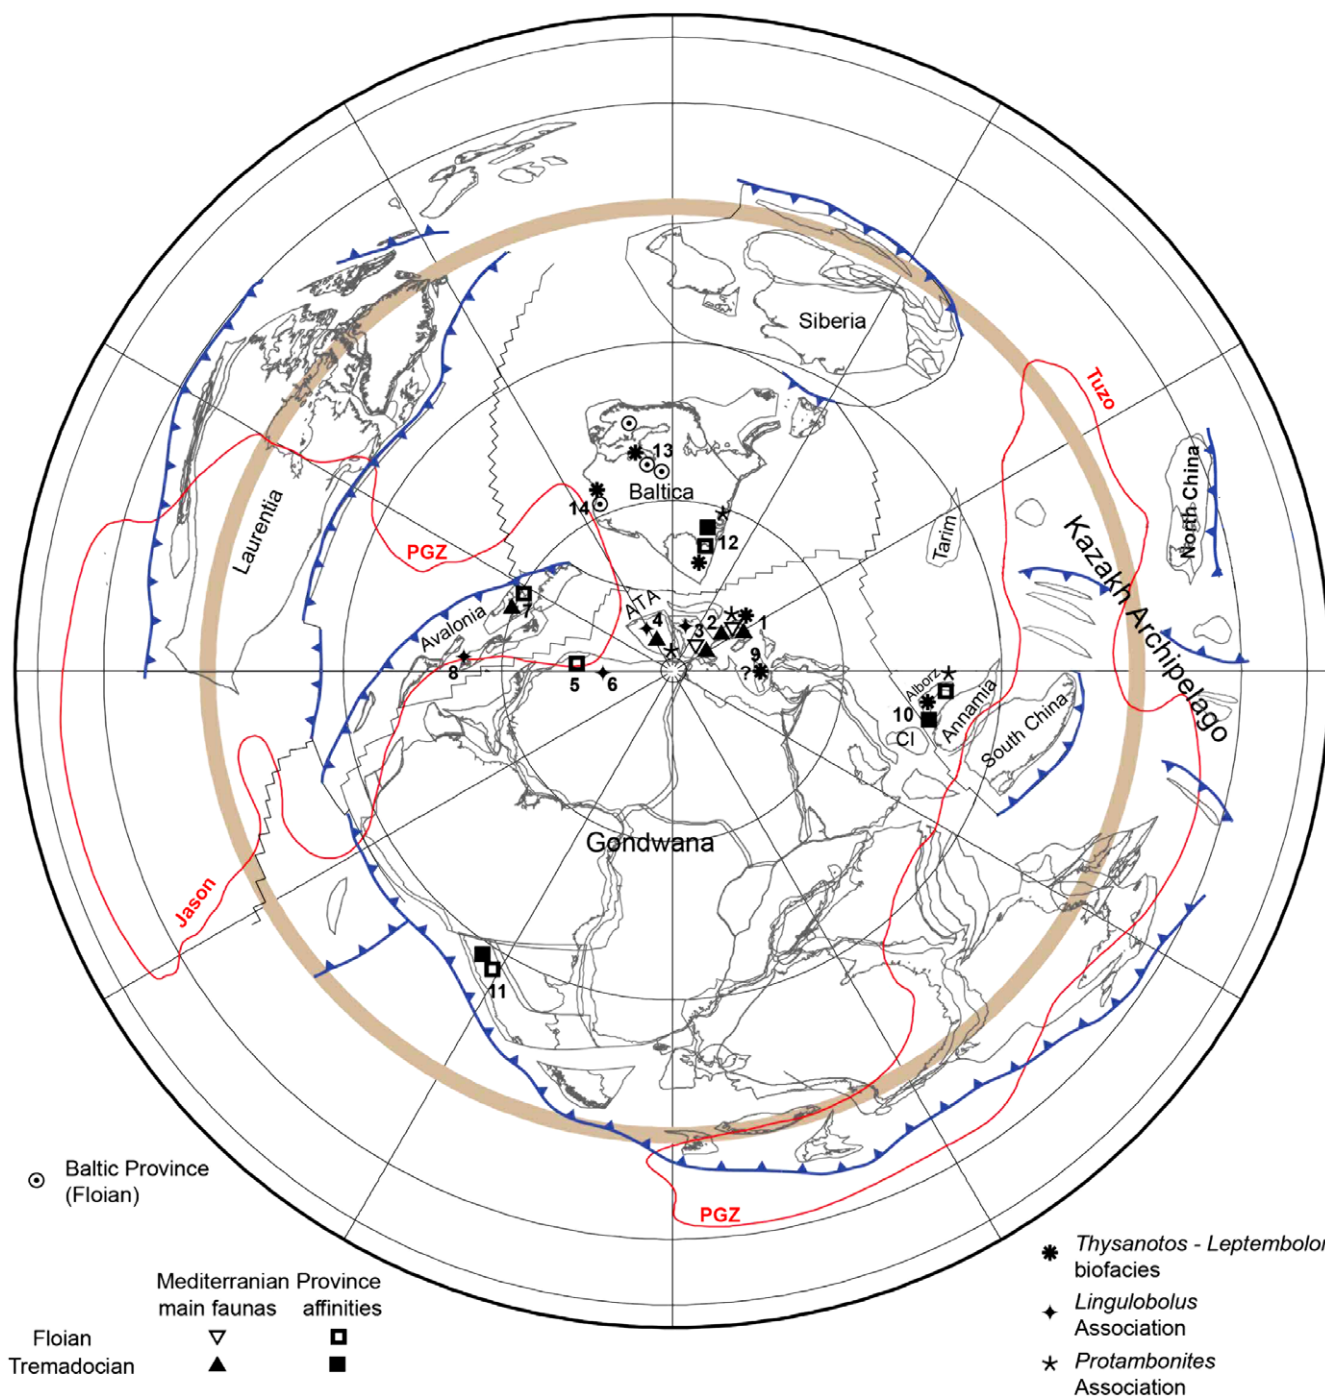 Siberia
Tuzo
North China
Kazakh Archipelago
Tarim
Laurentia
PGZ
13
Baltica
14
12
Avalonia
7
ATA
4
3
2
1
8
5
6
9
?
Alborz
10
CI
Annamia
South China
Gondwana
Jason
11
PGZ
Baltic Province
(Floian)
Mediterranian Province
main faunas affinities
Floian
Tremadocian
Thysanotos - Leptembolon
biofacies
Lingulobolus
Association
Protambonites
Association